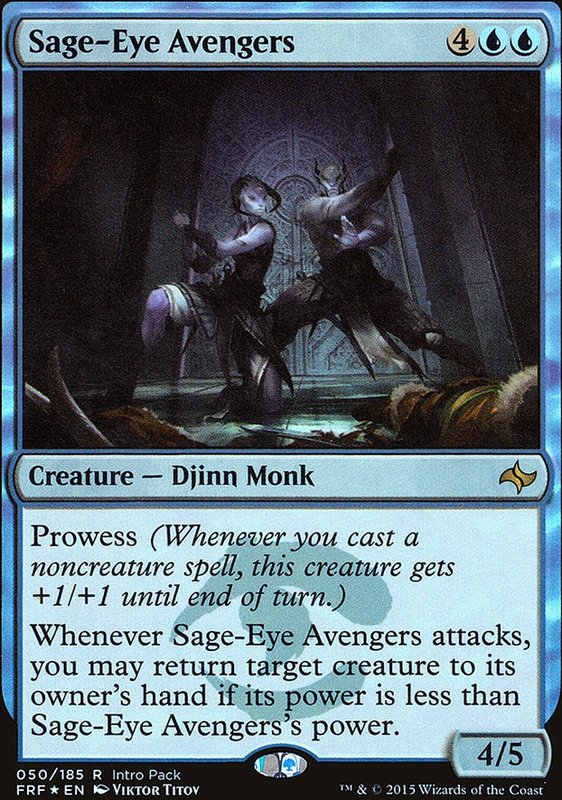 Sage-Eye Avengers 4
Creature — Djinn Monk
Prowess (Whenever you cast a
noncreature spell, this creature gets
+1/+1 until end of turn.)
Whenever Sage-Eye Avengers attacks,
you may return target creature to its
owner's hand if its power is less than
Sage-Eye Avengers's power.
4/5
050/185 R Intro Pack
FRF ★ EN Viktor Titov
™ & © 2015 Wizards of the Coast